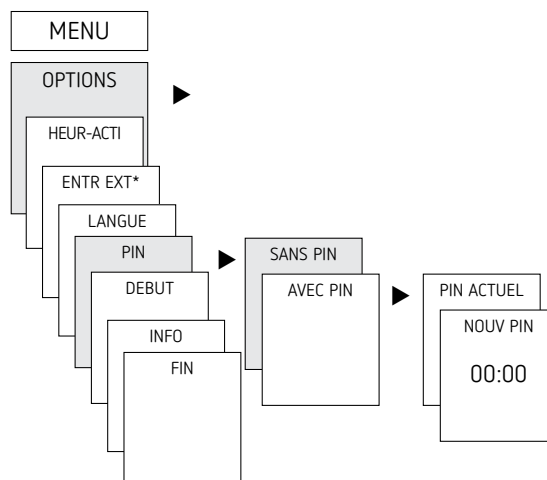 MENU
OPTIONS
HEUR-ACTI
ENTR EXT*
LANGUE
PIN
DEBUT
INFO
FIN
SANS PIN
AVEC PIN
PIN ACTUEL
NOUV PIN
00:00